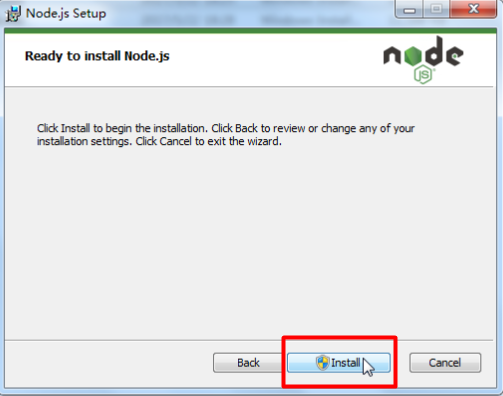 Node.js Setup
Ready to install Node.js
node
JS
Click Install to begin the installation. Click Back to review or change any of your
installation settings. Click Cancel to exit the wizard.
Back
Install
Cancel